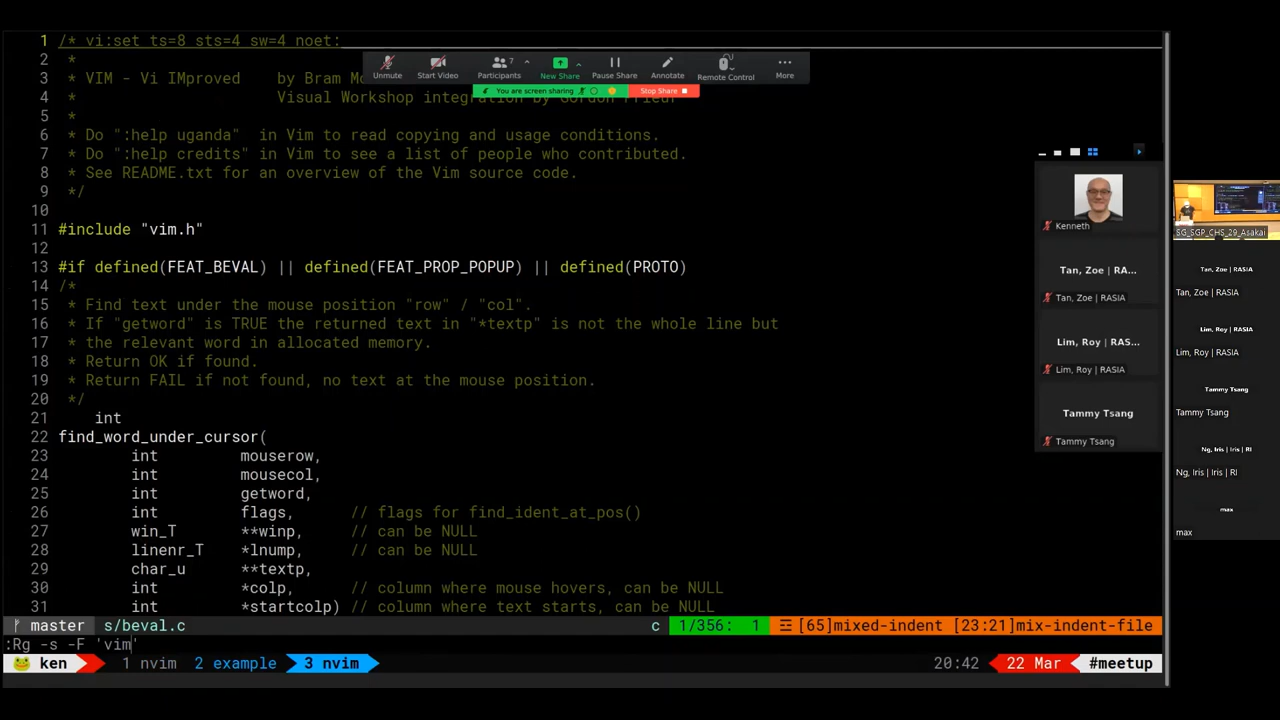 1 /* vi:set ts=8 sts=4 sw=4 noet:
2 *
3 * VIM - Vi IMproved by Bram Mo
4 * Visual Workshop integration by Gordon Prieur
5 *
6 * Do ":help uganda" in Vim to read copying and usage conditions.
7 * Do ":help credits" in Vim to see a list of people who contributed.
8 * See README.txt for an overview of the Vim source code.
9 */
10
11 #include "vim.h"
12
13 #if defined(FEAT_BEVAL) || defined(FEAT_PROP_POPUP) || defined(PROTO)
14 /*
15 * Find text under the mouse position "row" / "col".
16 * If "getword" is TRUE the returned text in "*textp" is not the whole line but
17 * the relevant word in allocated memory.
18 * Return OK if found.
19 * Return FAIL if not found, no text at the mouse position.
20 */
21 int
22 find_word_under_cursor(
23 int mouserow,
24 int mousecol,
25 int getword,
26 int flags, // flags for find_ident_at_pos()
27 win_T **winp, // can be NULL
28 linenr_T *lnump, // can be NULL
29 char_u **textp,
30 int *colp, // column where mouse hovers, can be NULL
31 int *startcolp) // column where text starts, can be NULL
master s/beval.c c 1/356: 1 ☲ [65]mixed-indent [23:21]mix-indent-file
:Rg -s -F 'vim'
ken 1 nvim 2 example 3 nvim 20:42 22 Mar #meetup
Unmute Start Video Participants 7 New Share Pause Share Annotate Remote Control More
You are screen sharing Stop Share
Kenneth
Tan, Zoe | RA...
Tan, Zoe | RASIA
Lim, Roy | RAS...
Lim, Roy | RASIA
Tammy Tsang
Tammy Tsang
SG_SGP_CHS_29_Asakai
Tan, Zoe | RASIA
Tan, Zoe | RASIA
Lim, Roy | RASIA
Lim, Roy | RASIA
Tammy Tsang
Tammy Tsang
Ng, Iris | Iris | RI
Ng, Iris | Iris | RI
max
max